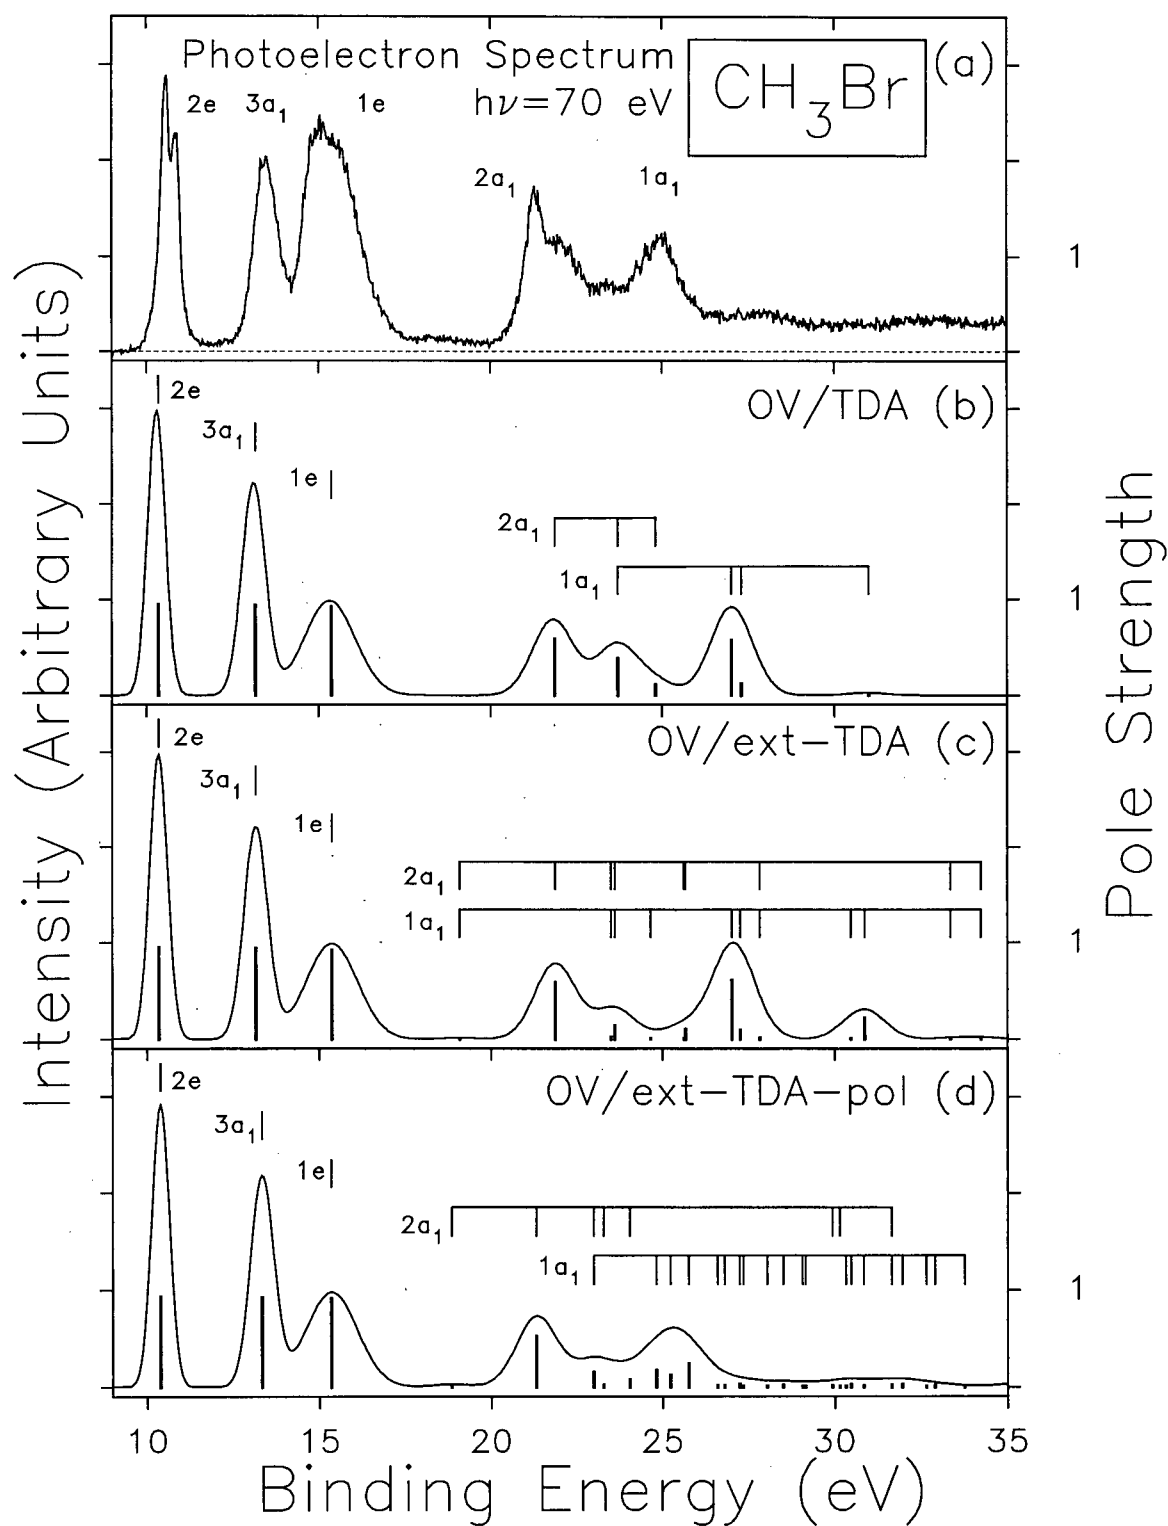 Photoelectron Spectrum
hν=70 eV
CH₃Br
(a)
2e
3a₁
1e
2a₁
1a₁
1
OV/TDA (b)
2e
3a₁
1e
2a₁
1a₁
1
OV/ext-TDA (c)
2e
3a₁
1e
2a₁
1a₁
1
OV/ext-TDA-pol (d)
2e
3a₁
1e
2a₁
1a₁
1
10 15 20 25 30 35
Binding Energy (eV)
Intensity (Arbitrary Units)
Pole Strength